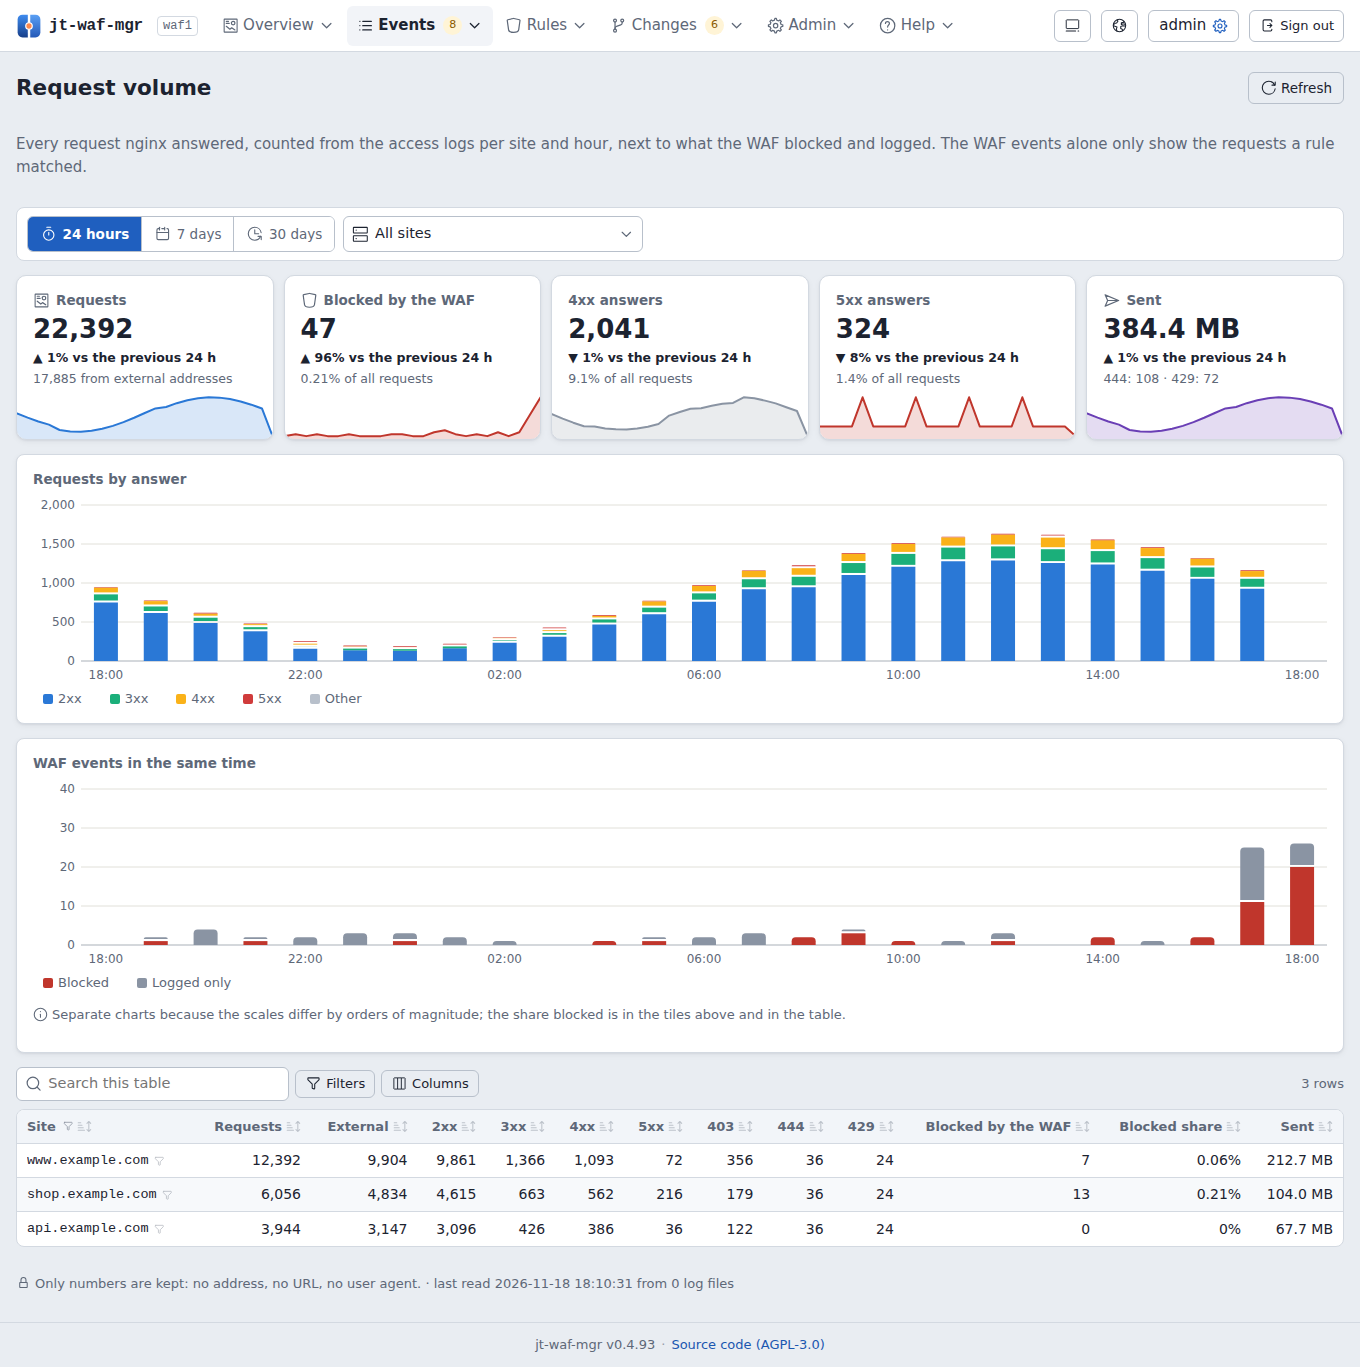 jt-waf-mgr waf1 Overview Events 8 Rules Changes 6 Admin Help admin Sign out
Request volume
Refresh
Every request nginx answered, counted from the access logs per site and hour, next to what the WAF blocked and logged. The WAF events alone only show the requests a rule
matched.
24 hours 7 days 30 days All sites
Requests
22,392
▲ 1% vs the previous 24 h
17,885 from external addresses
Blocked by the WAF
47
▲ 96% vs the previous 24 h
0.21% of all requests
4xx answers
2,041
▼ 1% vs the previous 24 h
9.1% of all requests
5xx answers
324
▼ 8% vs the previous 24 h
1.4% of all requests
Sent
384.4 MB
▲ 1% vs the previous 24 h
444: 108 · 429: 72
Requests by answer
2,000
1,500
1,000
500
0
18:00 22:00 02:00 06:00 10:00 14:00 18:00
2xx 3xx 4xx 5xx Other
WAF events in the same time
40
30
20
10
0
18:00 22:00 02:00 06:00 10:00 14:00 18:00
Blocked Logged only
Separate charts because the scales differ by orders of magnitude; the share blocked is in the tiles above and in the table.
Search this table Filters Columns 3 rows
Site Requests External 2xx 3xx 4xx 5xx 403 444 429 Blocked by the WAF Blocked share Sent
www.example.com 12,392 9,904 9,861 1,366 1,093 72 356 36 24 7 0.06% 212.7 MB
shop.example.com 6,056 4,834 4,615 663 562 216 179 36 24 13 0.21% 104.0 MB
api.example.com 3,944 3,147 3,096 426 386 36 122 36 24 0 0% 67.7 MB
Only numbers are kept: no address, no URL, no user agent. · last read 2026-11-18 18:10:31 from 0 log files
jt-waf-mgr v0.4.93 · Source code (AGPL-3.0)